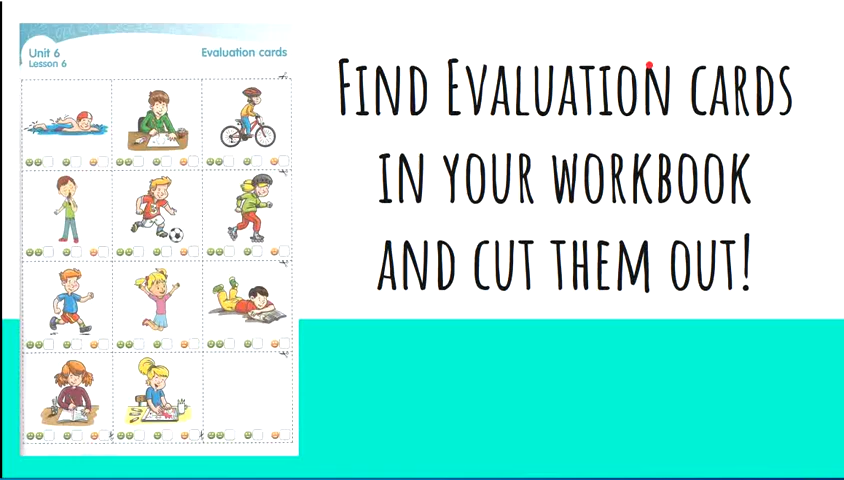 Unit 6
Lesson 6
Evaluation cards
FIND EVALUATION CARDS
IN YOUR WORKBOOK
AND CUT THEM OUT!